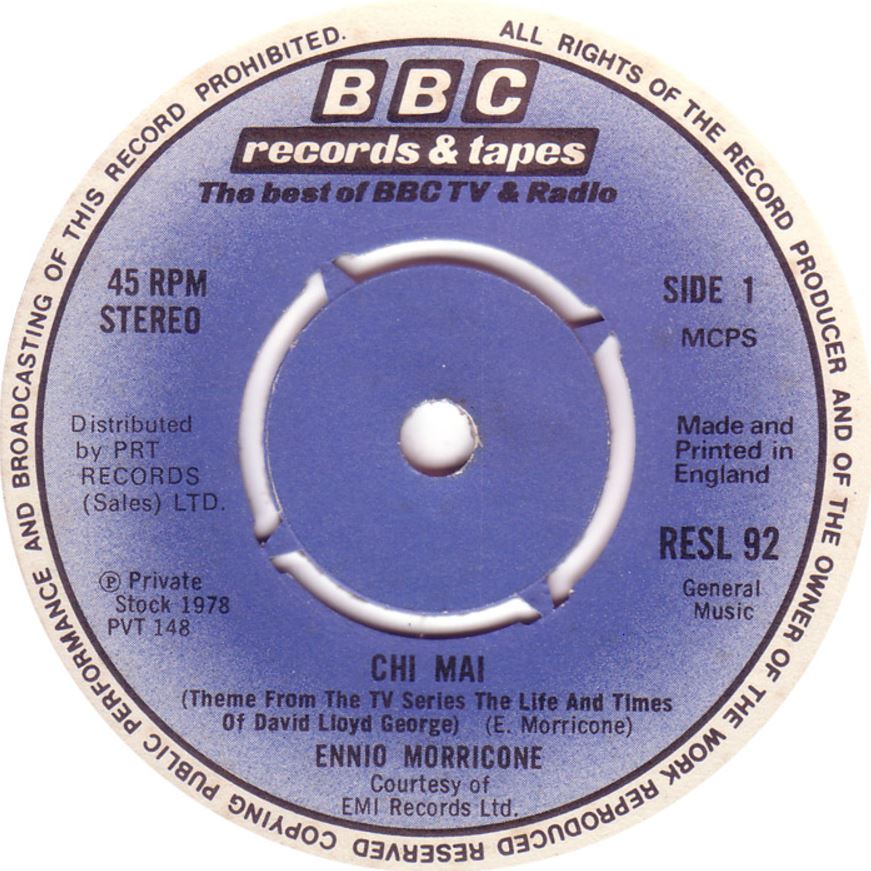 ALL RIGHTS OF THE RECORD PRODUCER AND OF THE OWNER OF THE WORK REPRODUCED RESERVED COPYING PUBLIC PERFORMANCE AND BROADCASTING OF THIS RECORD PROHIBITED.
BBC
records & tapes
The best of BBC TV & Radio
45 RPM
STEREO
SIDE 1
MCPS
Distributed
by PRT
RECORDS
(Sales) LTD.
Made and
Printed in
England
RESL 92
General
Music
Ⓟ Private
Stock 1978
PVT 148
CHI MAI
(Theme From The TV Series The Life And Times
Of David Lloyd George) (E. Morricone)
ENNIO MORRICONE
Courtesy of
EMI Records Ltd.